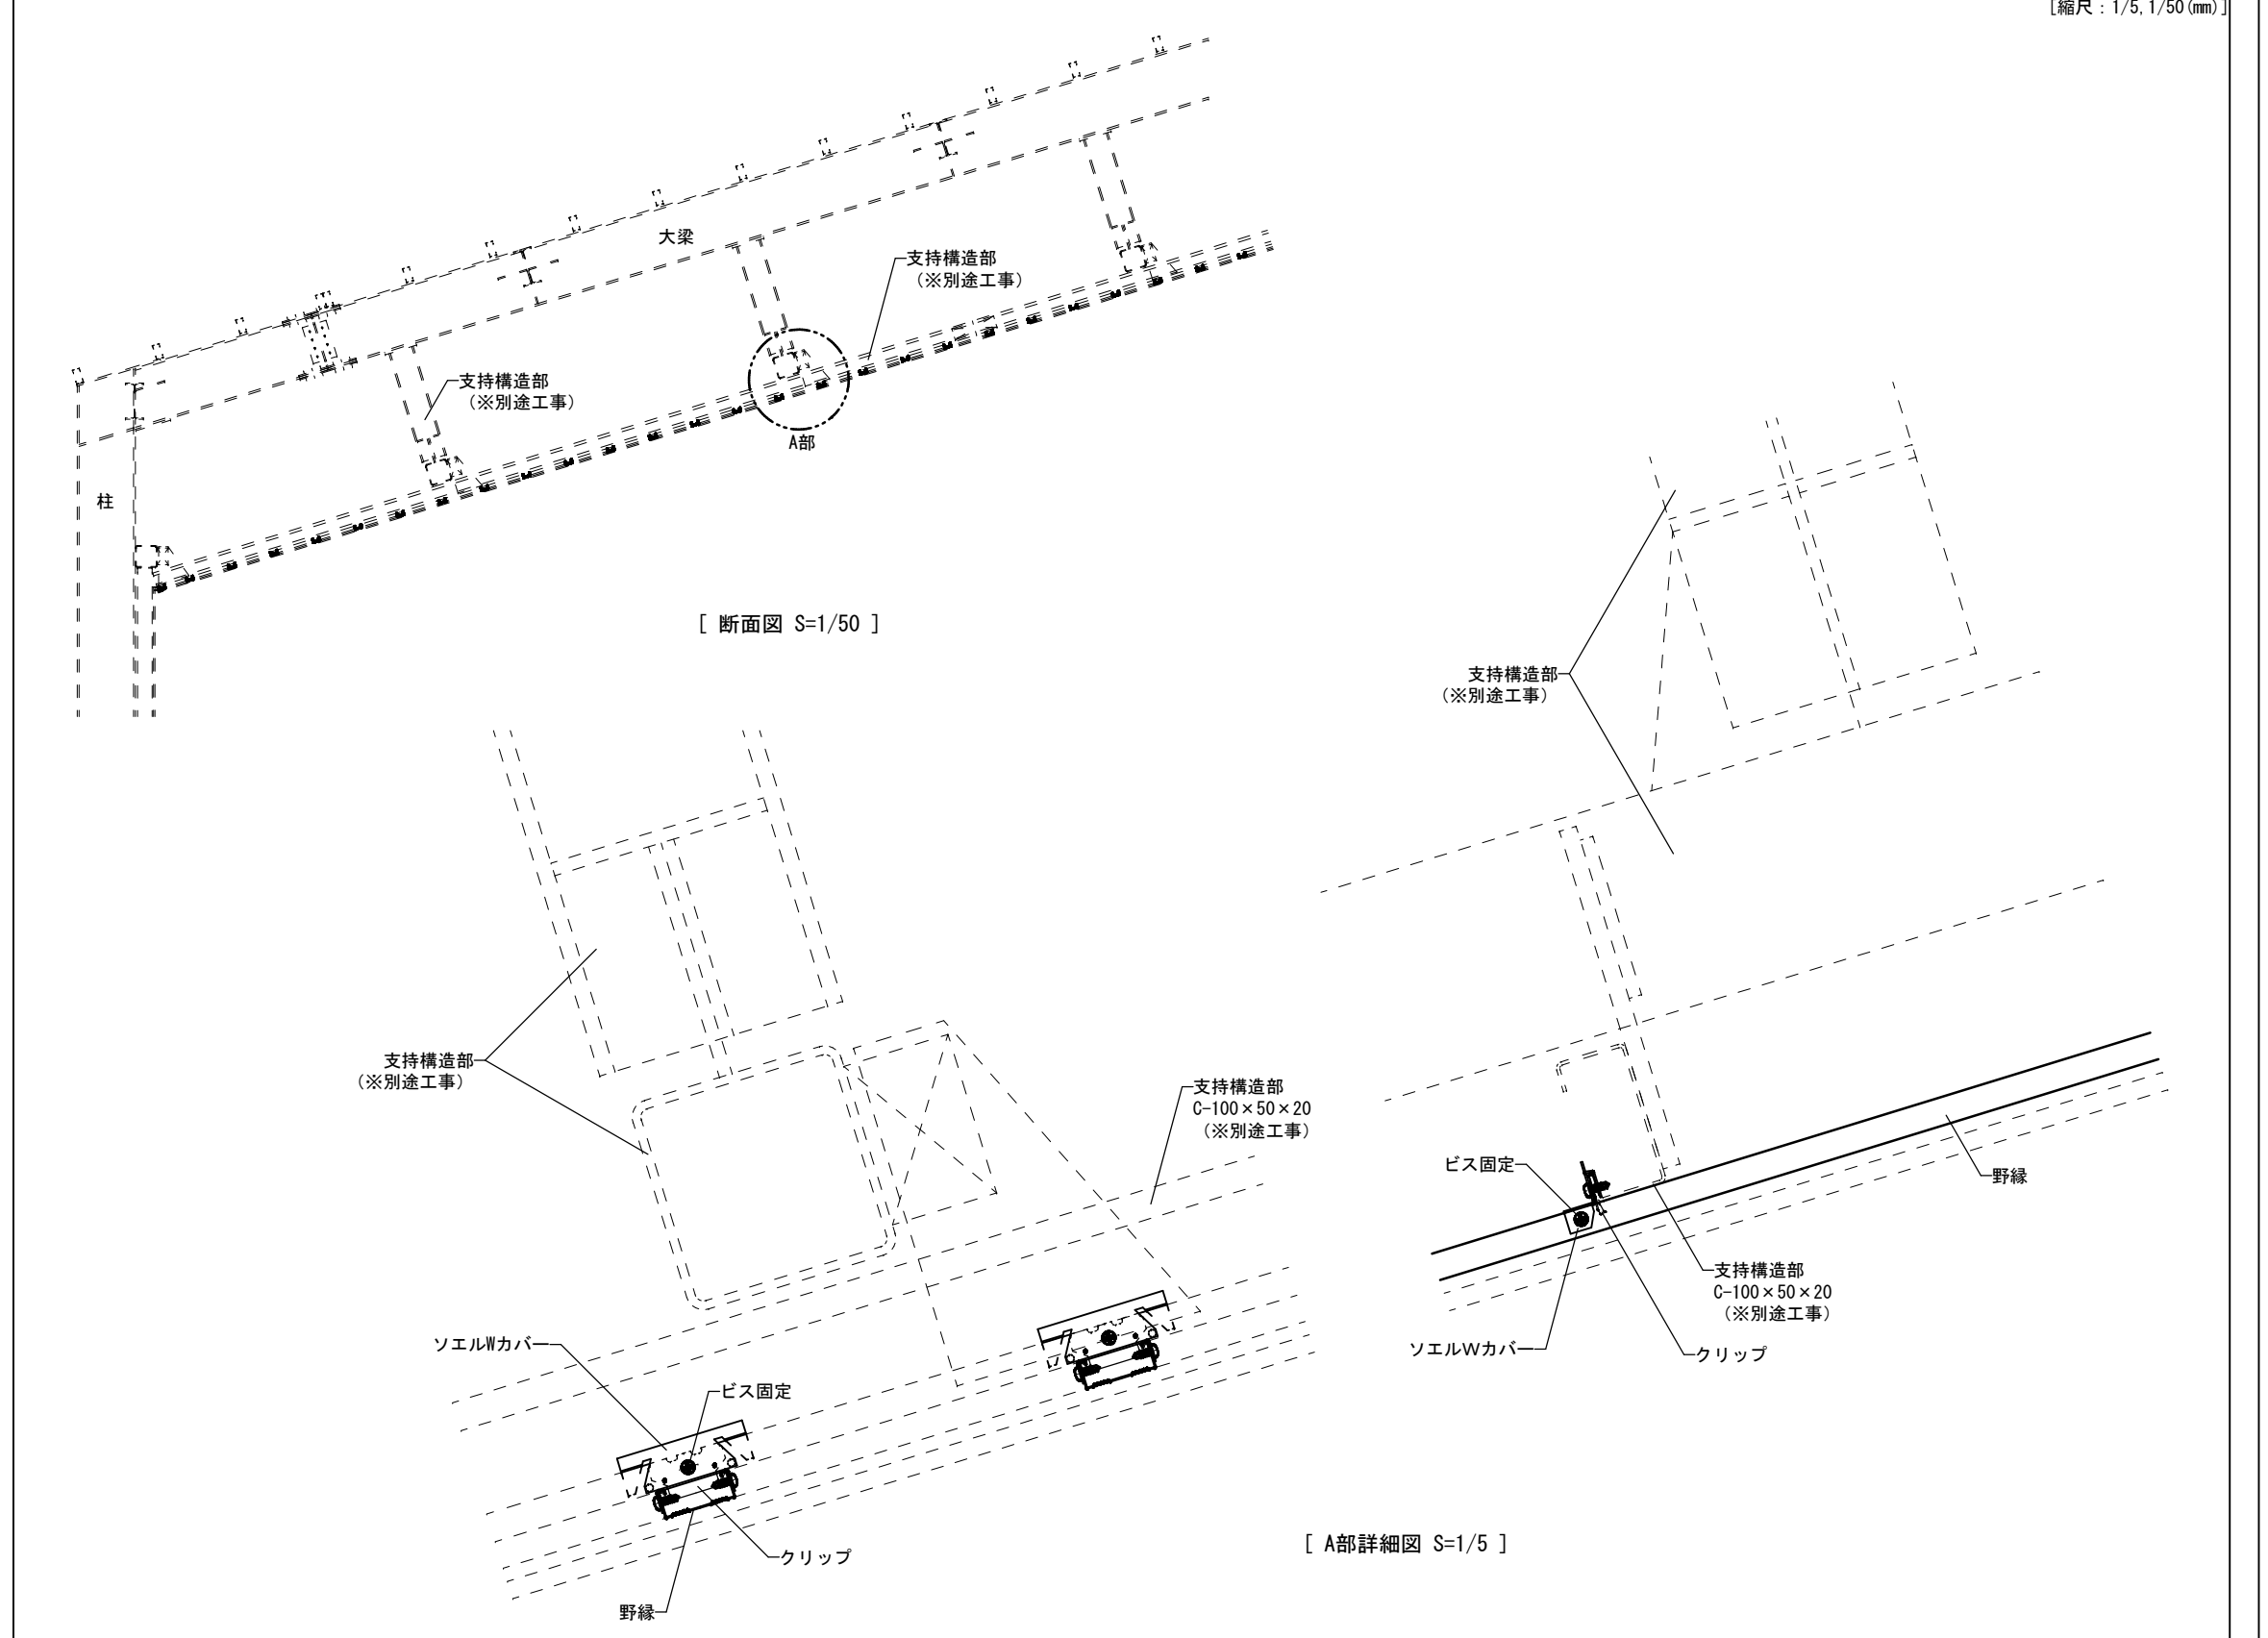 [縮尺：1/5,1/50(mm)]
大梁
支持構造部
(※別途工事)
支持構造部
(※別途工事)
A部
柱
[ 断面図 S=1/50 ]
支持構造部
(※別途工事)
支持構造部
(※別途工事)
支持構造部
C-100×50×20
(※別途工事)
ソエルWカバー
ビス固定
クリップ
野縁
ビス固定
野縁
支持構造部
C-100×50×20
(※別途工事)
ソエルWカバー
クリップ
[ A部詳細図 S=1/5 ]